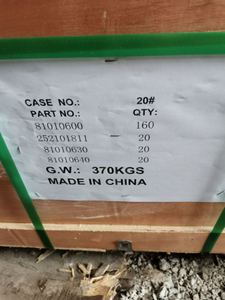 CASE NO.: 20#
PART NO.: QTY:
81010600 160
252101811 20
81010630 20
81010640 20
G.W.: 370KGS
MADE IN CHINA